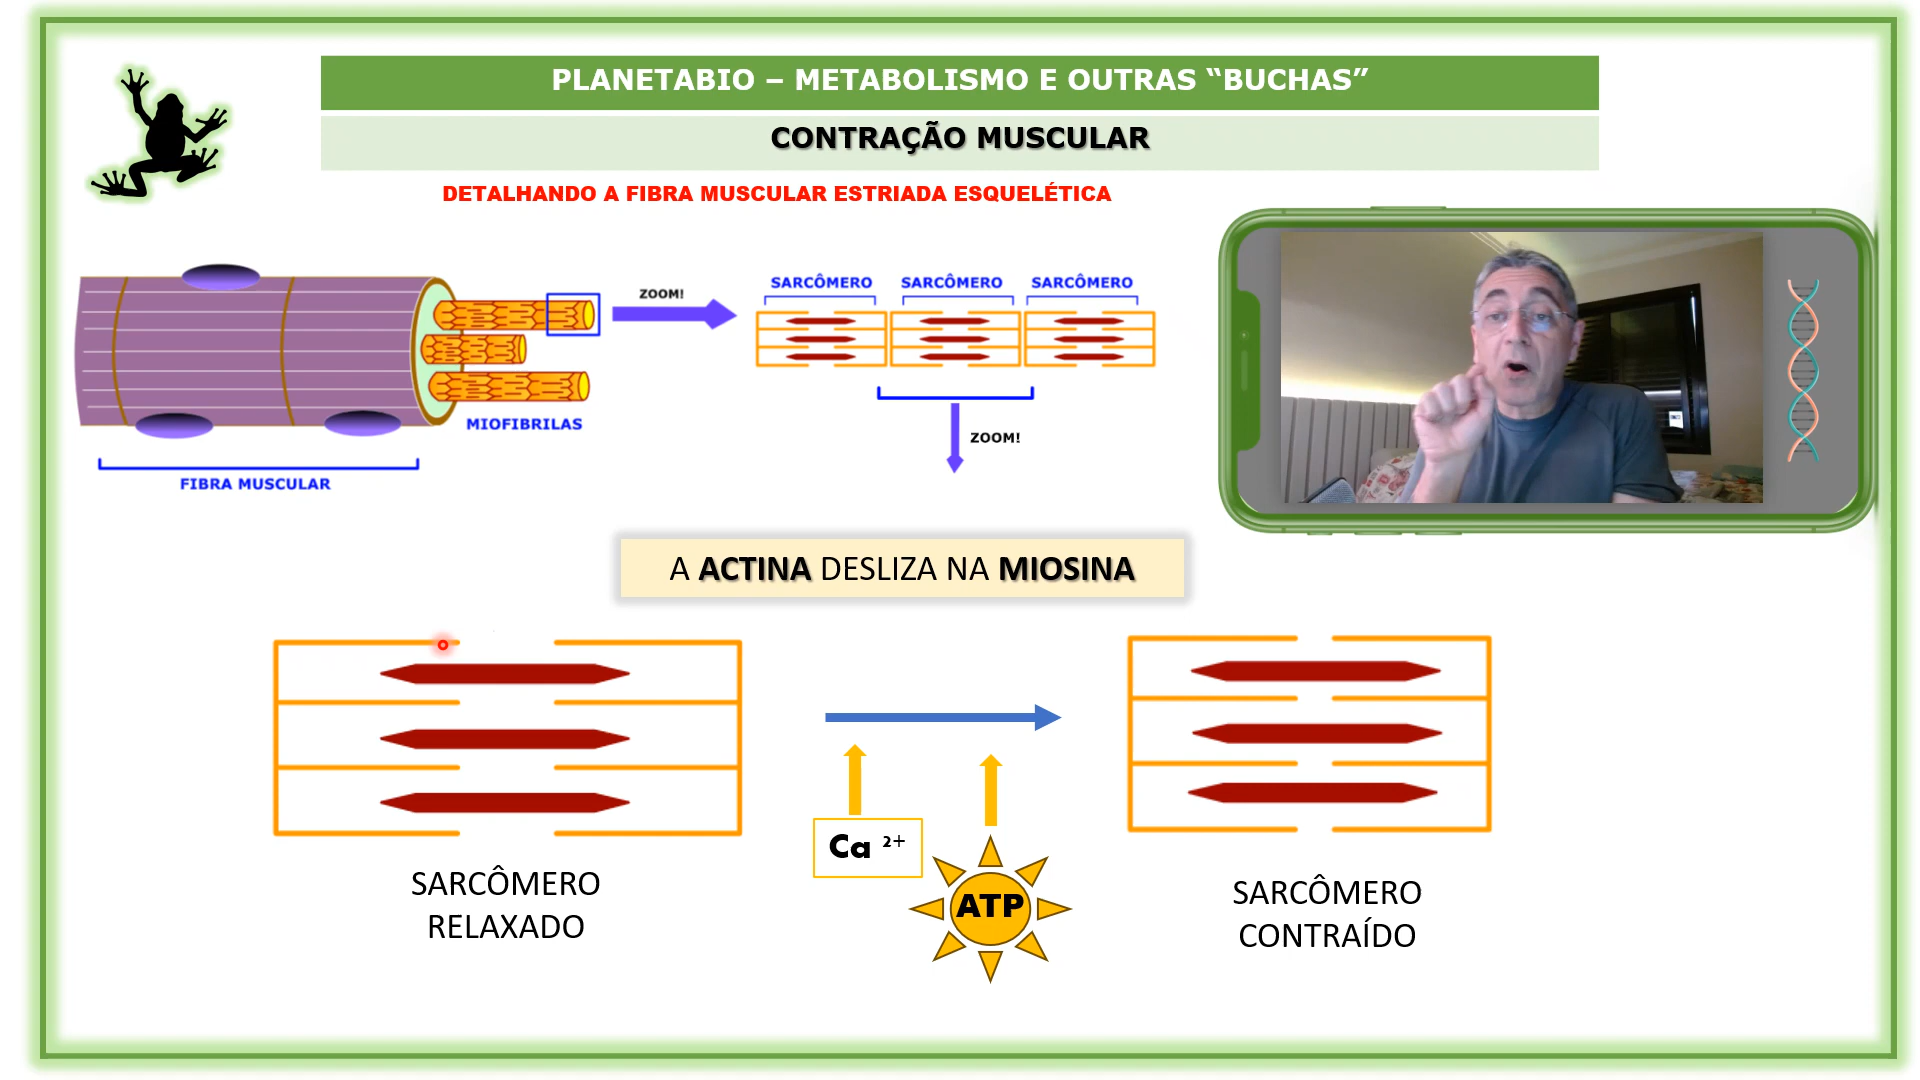 PLANETABIO – METABOLISMO E OUTRAS “BUCHAS”
CONTRAÇÃO MUSCULAR
DETALHANDO A FIBRA MUSCULAR ESTRIADA ESQUELÉTICA
SARCÔMERO SARCÔMERO SARCÔMERO
ZOOM!
MIOFIBRILAS
ZOOM!
FIBRA MUSCULAR
A ACTINA DESLIZA NA MIOSINA
Ca 2+
ATP
SARCÔMERO
RELAXADO
SARCÔMERO
CONTRAÍDO